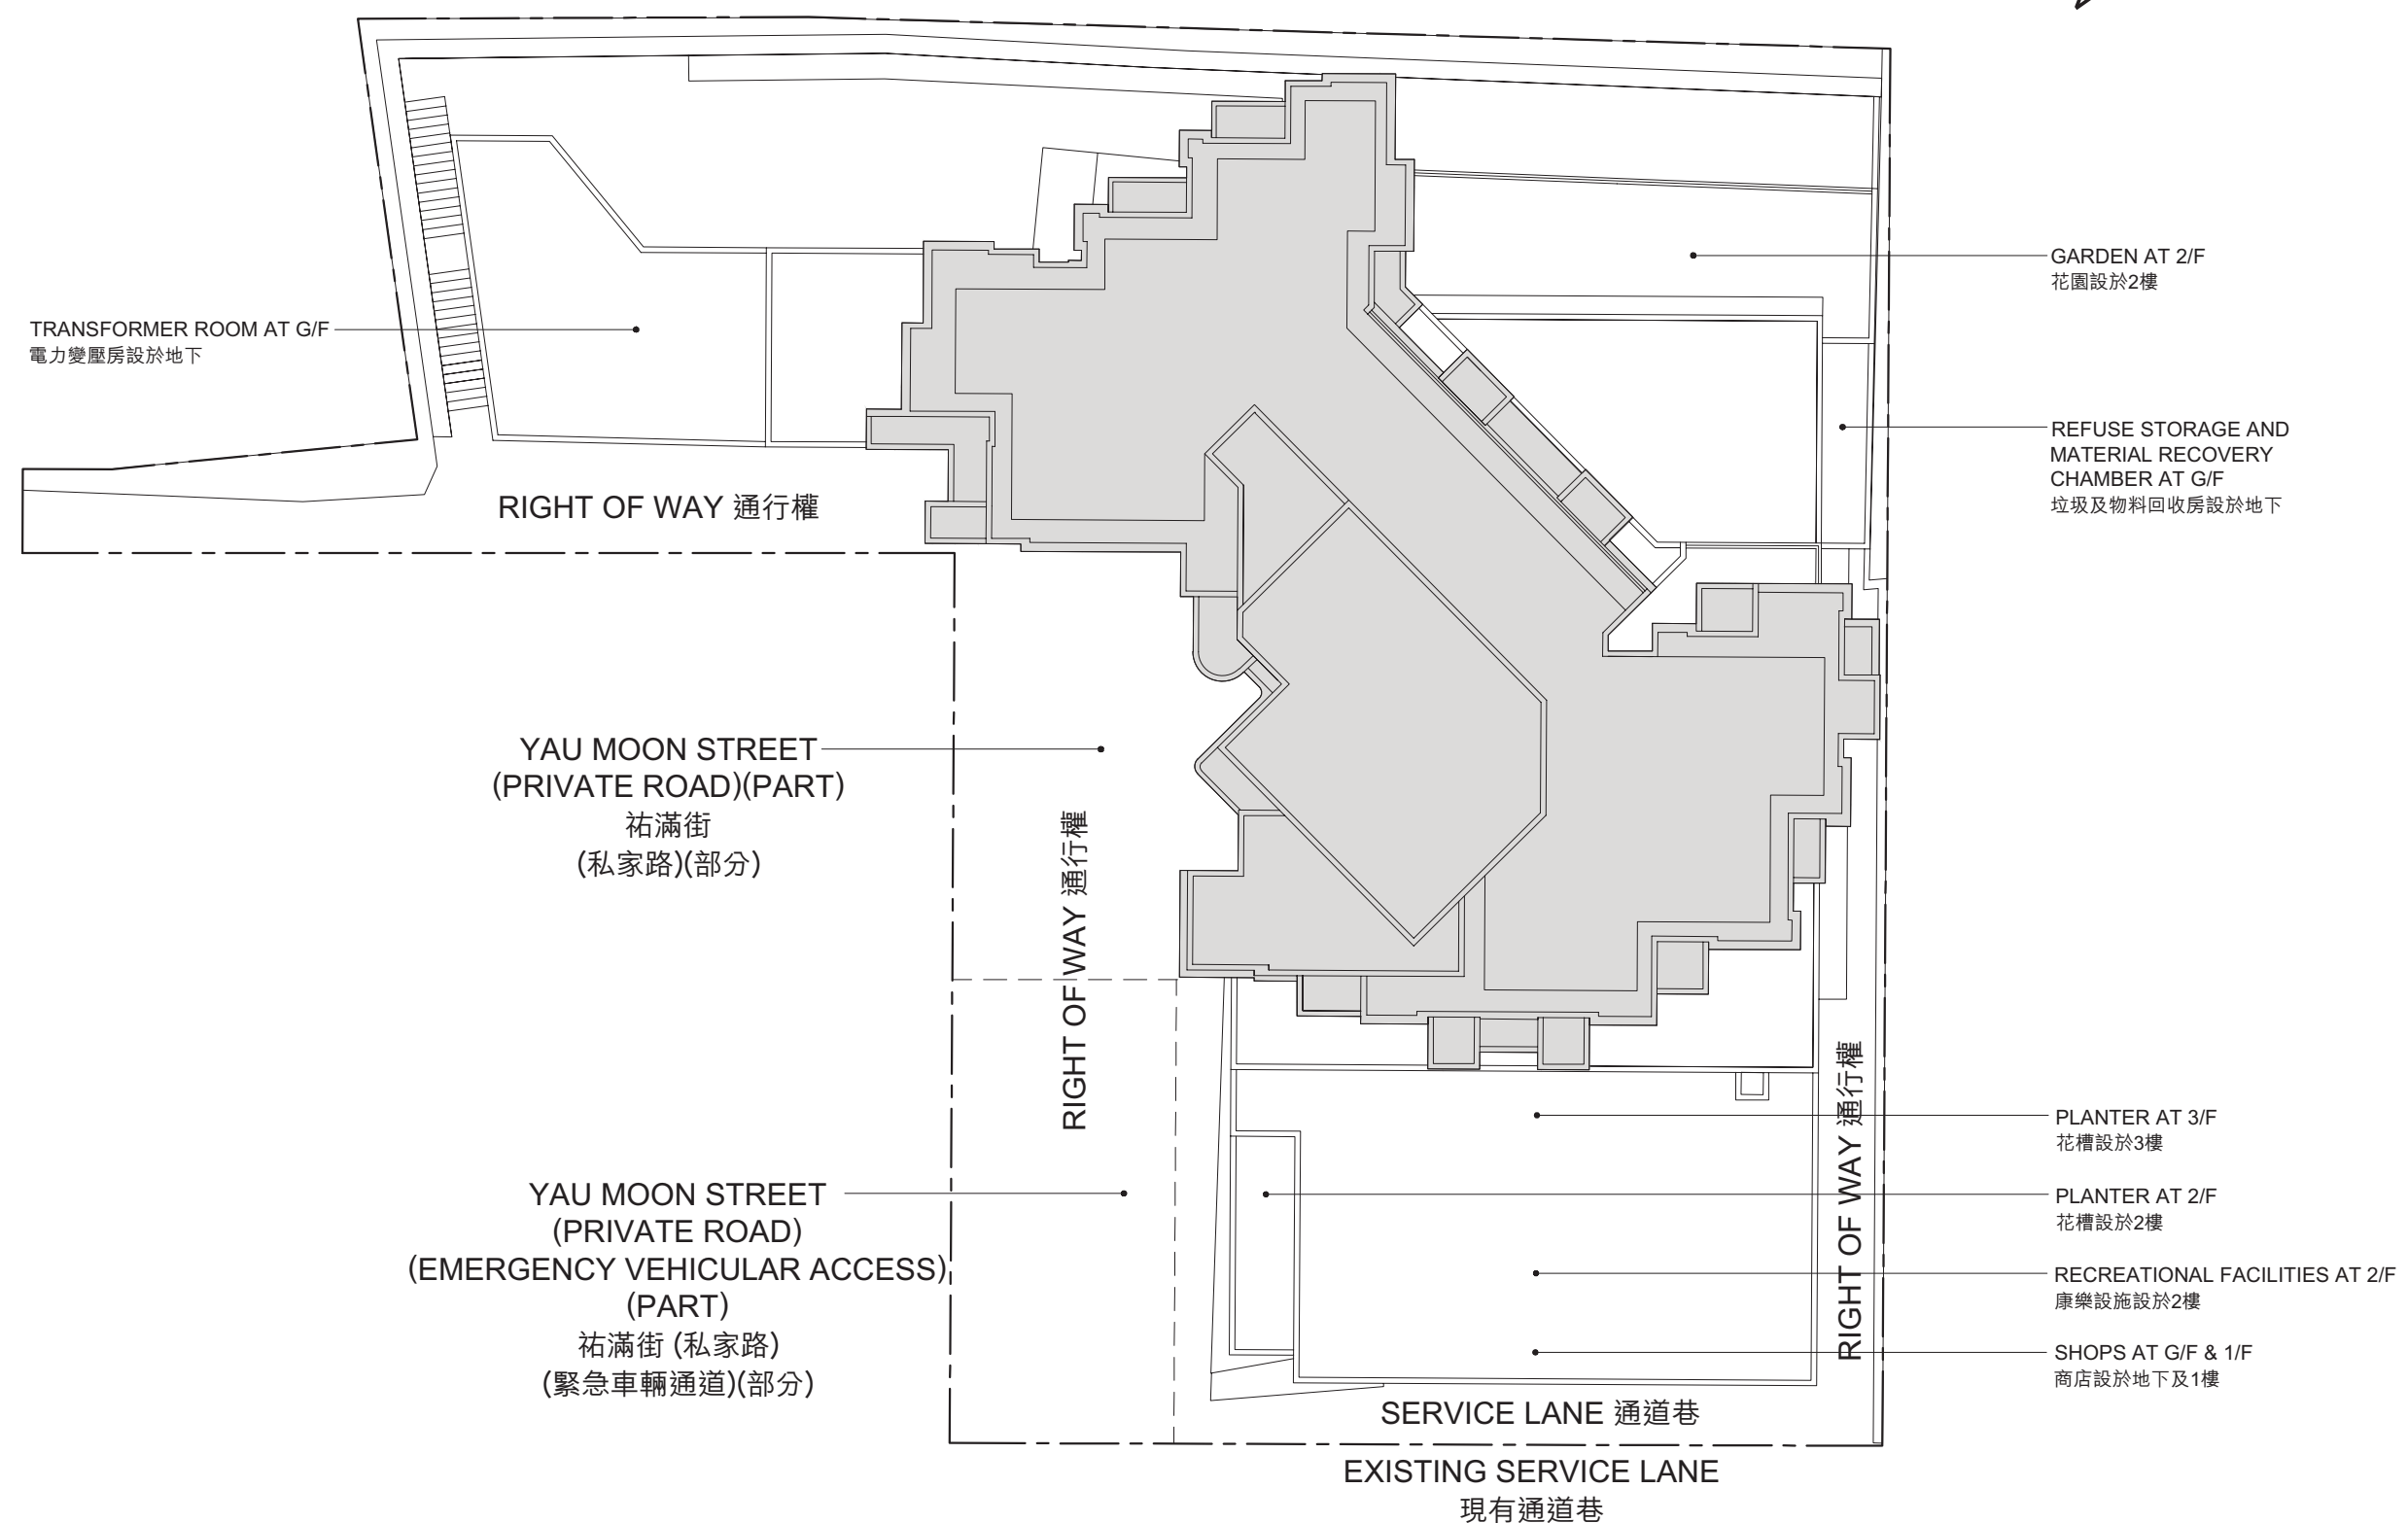 GARDEN AT 2/F
花園設於2樓
TRANSFORMER ROOM AT G/F
電力變壓房設於地下
REFUSE STORAGE AND
MATERIAL RECOVERY
CHAMBER AT G/F
垃圾及物料回收房設於地下
RIGHT OF WAY 通行權
YAU MOON STREET
(PRIVATE ROAD)(PART)
祐滿街
(私家路)(部分)
RIGHT OF WAY 通行權
RIGHT OF WAY 通行權
PLANTER AT 3/F
花槽設於3樓
YAU MOON STREET
(PRIVATE ROAD)
(EMERGENCY VEHICULAR ACCESS)
(PART)
祐滿街 (私家路)
(緊急車輛通道)(部分)
PLANTER AT 2/F
花槽設於2樓
RECREATIONAL FACILITIES AT 2/F
康樂設施設於2樓
SHOPS AT G/F & 1/F
商店設於地下及1樓
SERVICE LANE 通道巷
EXISTING SERVICE LANE
現有通道巷